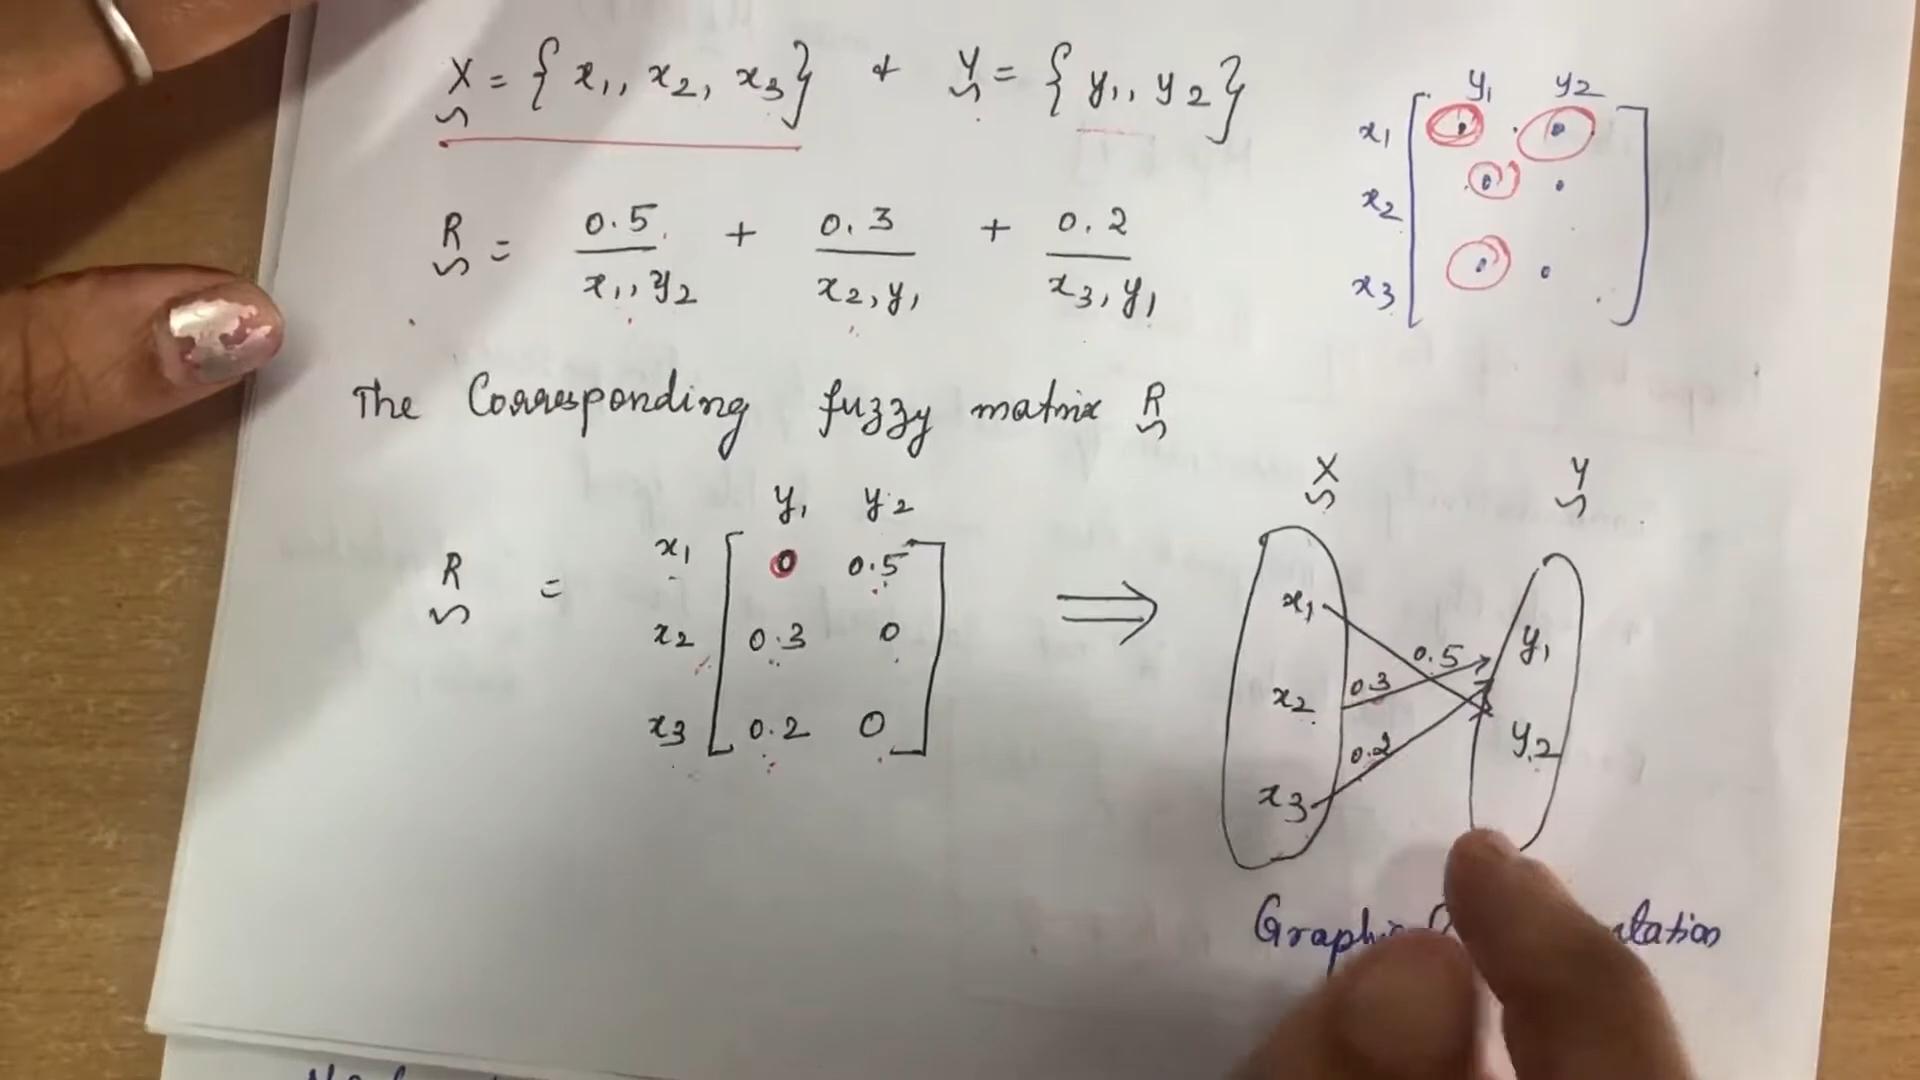 X = { x1, x2, x3} & Y = { y1, y2}
R = 0.5 / x1, y2 + 0.3 / x2, y1 + 0.2 / x3, y1
y1 y2
x1
x2
x3
The Corresponding fuzzy matrix R
y1 y2
R = x1 [ 0 0.5 ]
x2 0.3 0
x3 0.2 0
⇒
X Y
x1
x2
x3
0.5
0.3
0.2
y1
y2